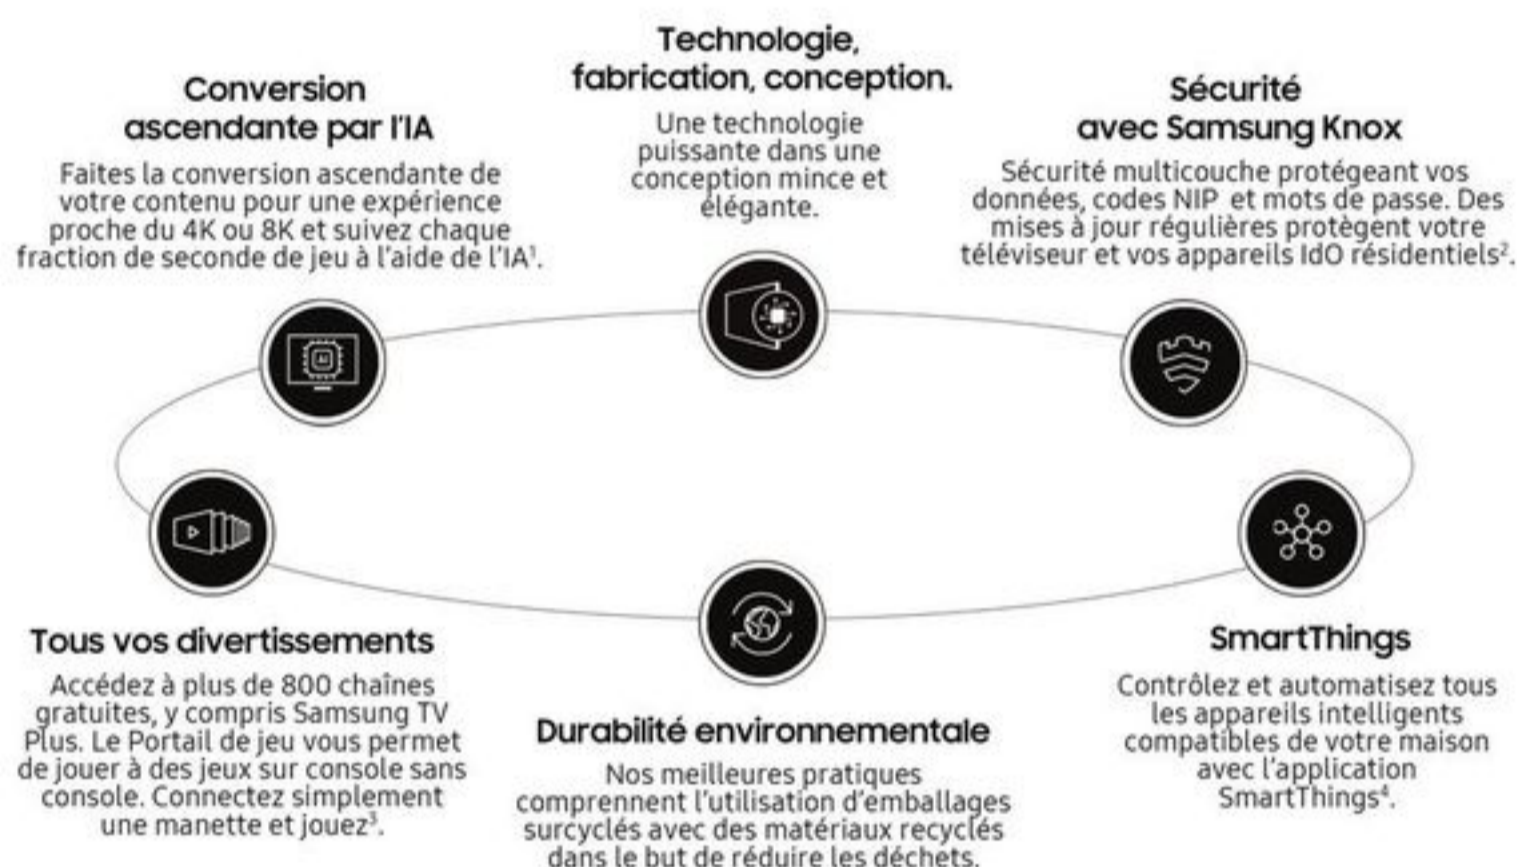 Conversion
ascendante par l'IA
Faites la conversion ascendante de
votre contenu pour une expérience
proche du 4K ou 8K et suivez chaque
fraction de seconde de jeu à l'aide de l'IA¹.
Technologie,
fabrication, conception.
Une technologie
puissante dans une
conception mince et
élégante.
Sécurité
avec Samsung Knox
Sécurité multicouche protégeant vos
données, codes NIP et mots de passe. Des
mises à jour régulières protègent votre
téléviseur et vos appareils IdO résidentiels².
AI
Tous vos divertissements
Accédez à plus de 800 chaînes
gratuites, y compris Samsung TV
Plus. Le Portail de jeu vous permet
de jouer à des jeux sur console sans
console. Connectez simplement
une manette et jouez³.
Durabilité environnementale
Nos meilleures pratiques
comprennent l'utilisation d'emballages
surcyclés avec des matériaux recyclés
dans le but de réduire les déchets.
SmartThings
Contrôlez et automatisez tous
les appareils intelligents
compatibles de votre maison
avec l'application
SmartThings⁴.